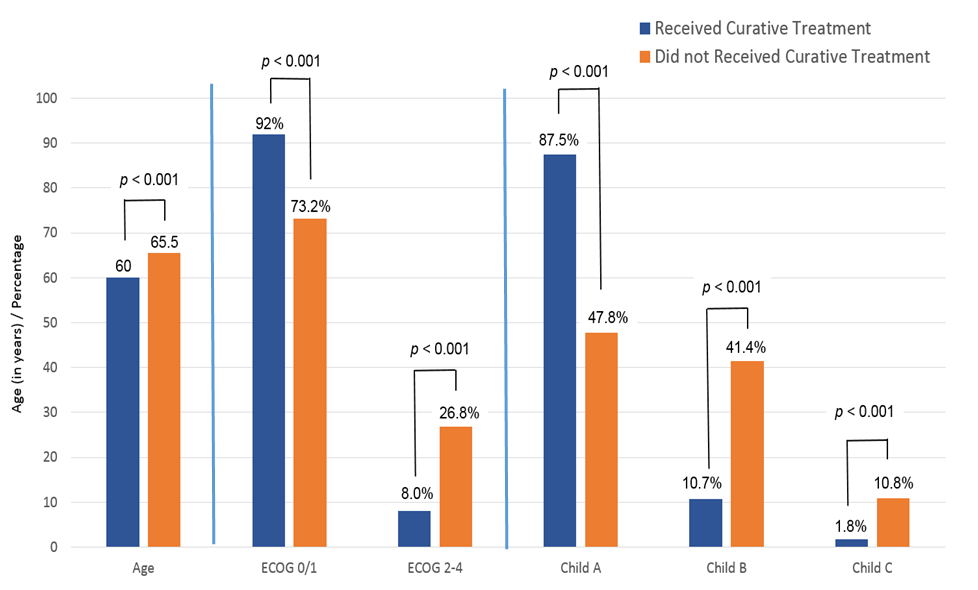 Received Curative Treatment
Did not Received Curative Treatment
p < 0.001
p < 0.001
p < 0.001
p < 0.001
p < 0.001
p < 0.001
100
90
80
70
60
50
40
30
20
10
0
Age (in years) / Percentage
60
65.5
92%
73.2%
8.0%
26.8%
87.5%
47.8%
10.7%
41.4%
1.8%
10.8%
Age
ECOG 0/1
ECOG 2-4
Child A
Child B
Child C